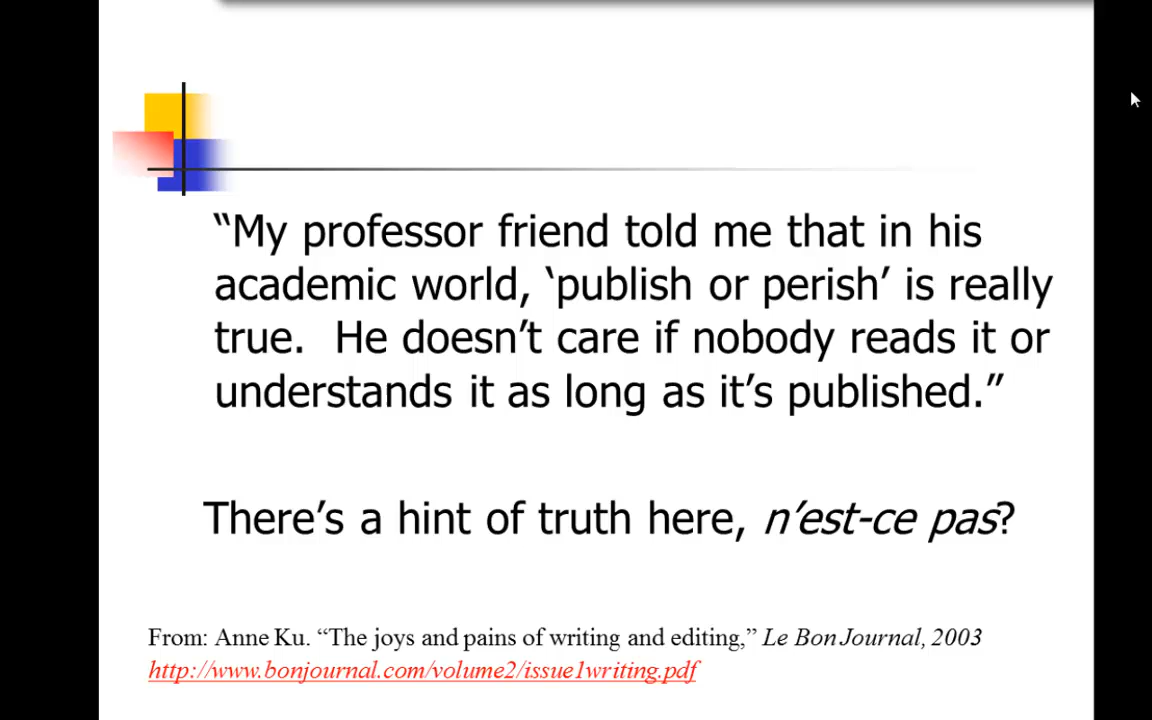 “My professor friend told me that in his
academic world, ‘publish or perish’ is really
true.  He doesn’t care if nobody reads it or
understands it as long as it’s published.”
There’s a hint of truth here, n’est-ce pas?
From: Anne Ku. “The joys and pains of writing and editing,” Le Bon Journal, 2003
http://www.bonjournal.com/volume2/issue1writing.pdf